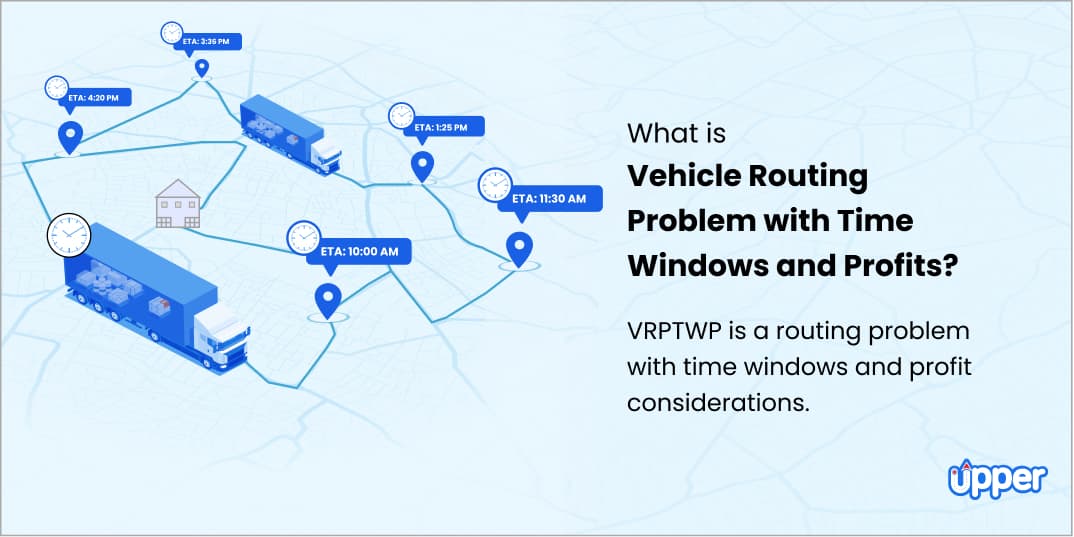 ETA: 3:36 PM
ETA: 4:20 PM
ETA: 1:25 PM
ETA: 11:30 AM
ETA: 10:00 AM
What is
Vehicle Routing
Problem with Time
Windows and Profits?
VRPTWP is a routing problem
with time windows and profit
considerations.
upper